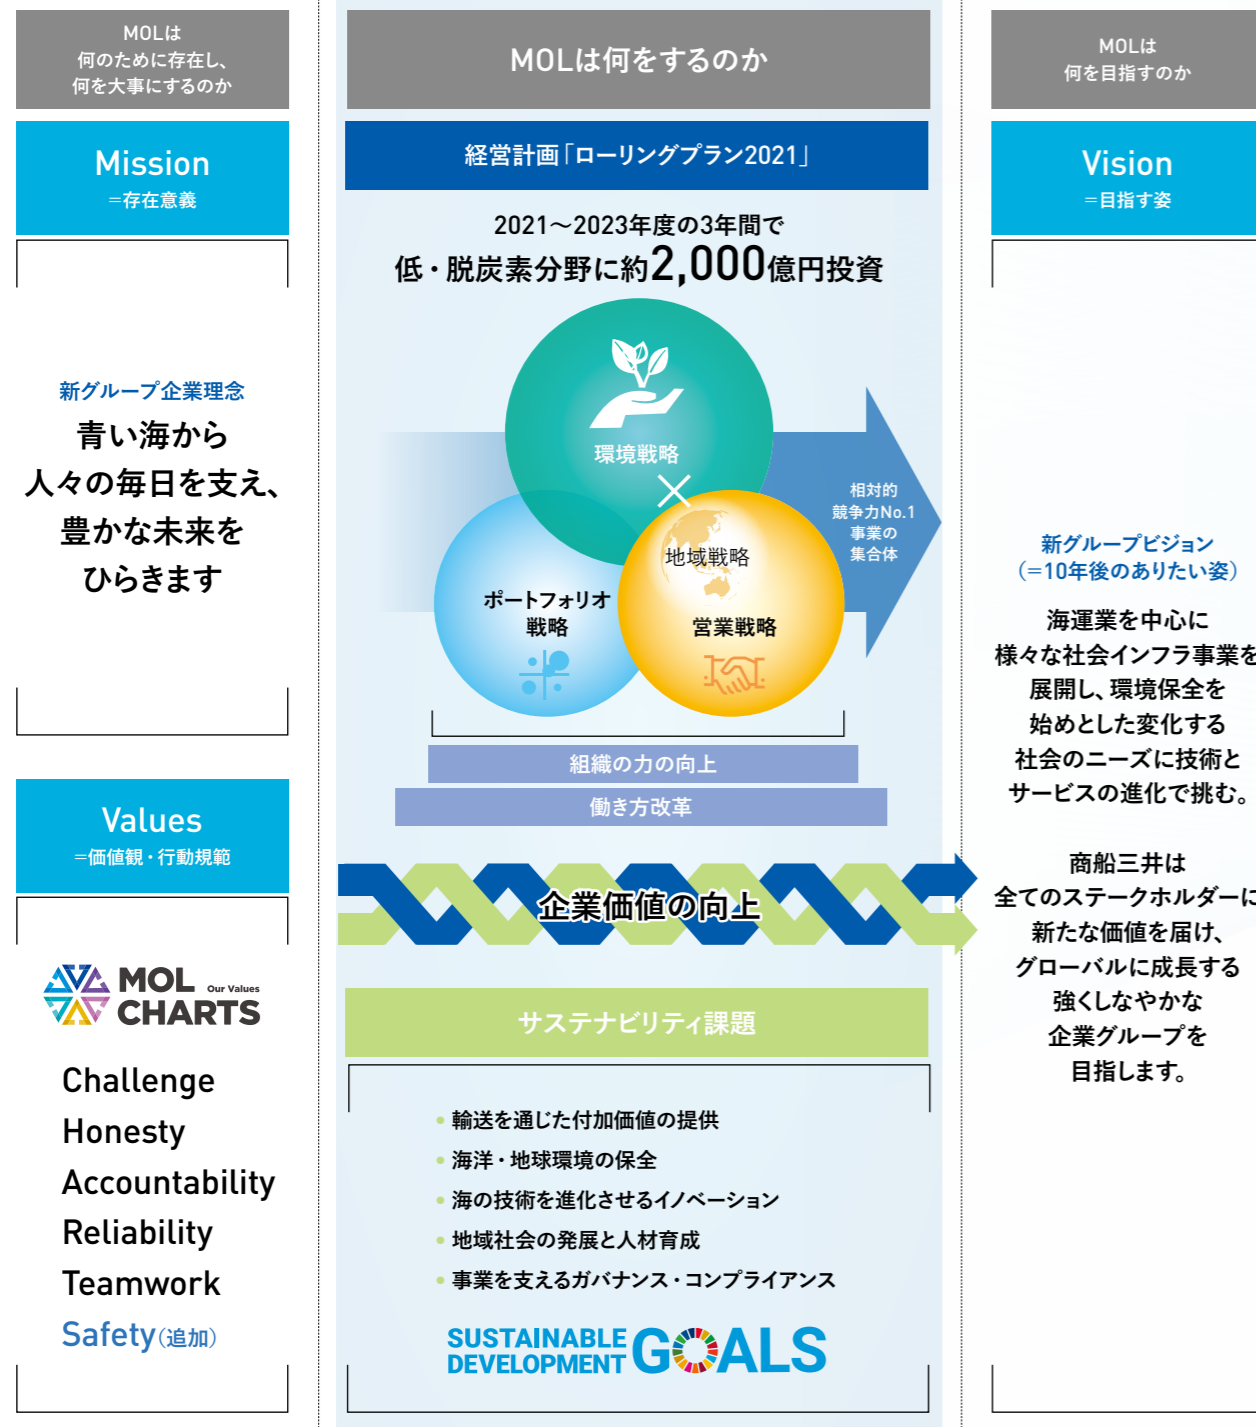 MOLは
何のために存在し、
何を大事にするのか
Mission
=存在意義
新グループ企業理念
青い海から
人々の毎日を支え、
豊かな未来を
ひらきます
Values
=価値観・行動規範
MOL Our Values
CHARTS
Challenge
Honesty
Accountability
Reliability
Teamwork
Safety(追加)
MOLは何をするのか
経営計画「ローリングプラン2021」
2021〜2023年度の3年間で
低・脱炭素分野に約2,000億円投資
環境戦略
×
地域戦略
ポートフォリオ
戦略
営業戦略
相対的
競争力No.1
事業の
集合体
組織の力の向上
働き方改革
企業価値の向上
サステナビリティ課題
• 輸送を通じた付加価値の提供
• 海洋・地球環境の保全
• 海の技術を進化させるイノベーション
• 地域社会の発展と人材育成
• 事業を支えるガバナンス・コンプライアンス
SUSTAINABLE
DEVELOPMENT GOALS
MOLは
何を目指すのか
Vision
=目指す姿
新グループビジョン
(=10年後のありたい姿)
海運業を中心に
様々な社会インフラ事業を
展開し、環境保全を
始めとした変化する
社会のニーズに技術と
サービスの進化で挑む。
商船三井は
全てのステークホルダーに
新たな価値を届け、
グローバルに成長する
強くしなやかな
企業グループを
目指します。